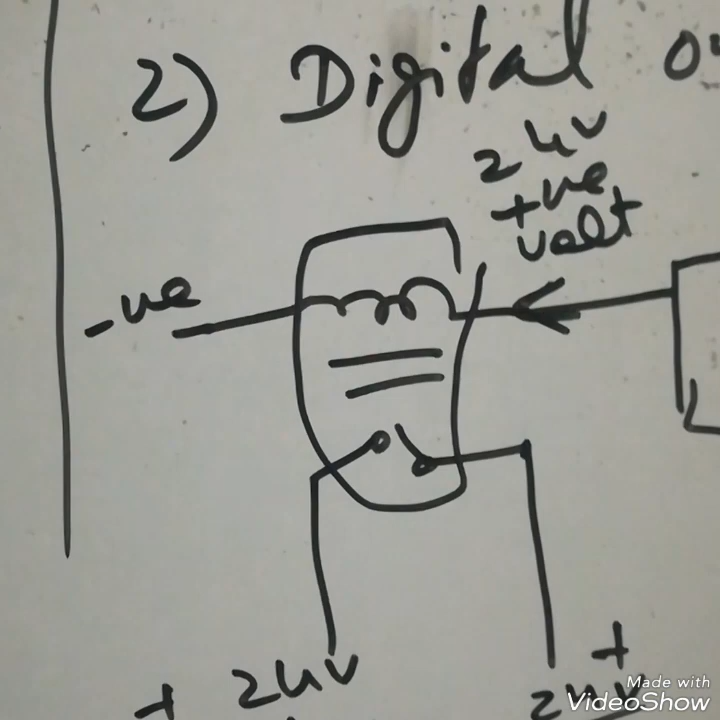 2) Digital
24v
+ve
volt
-ve
+ 24v
+
24v
Made with
VideoShow